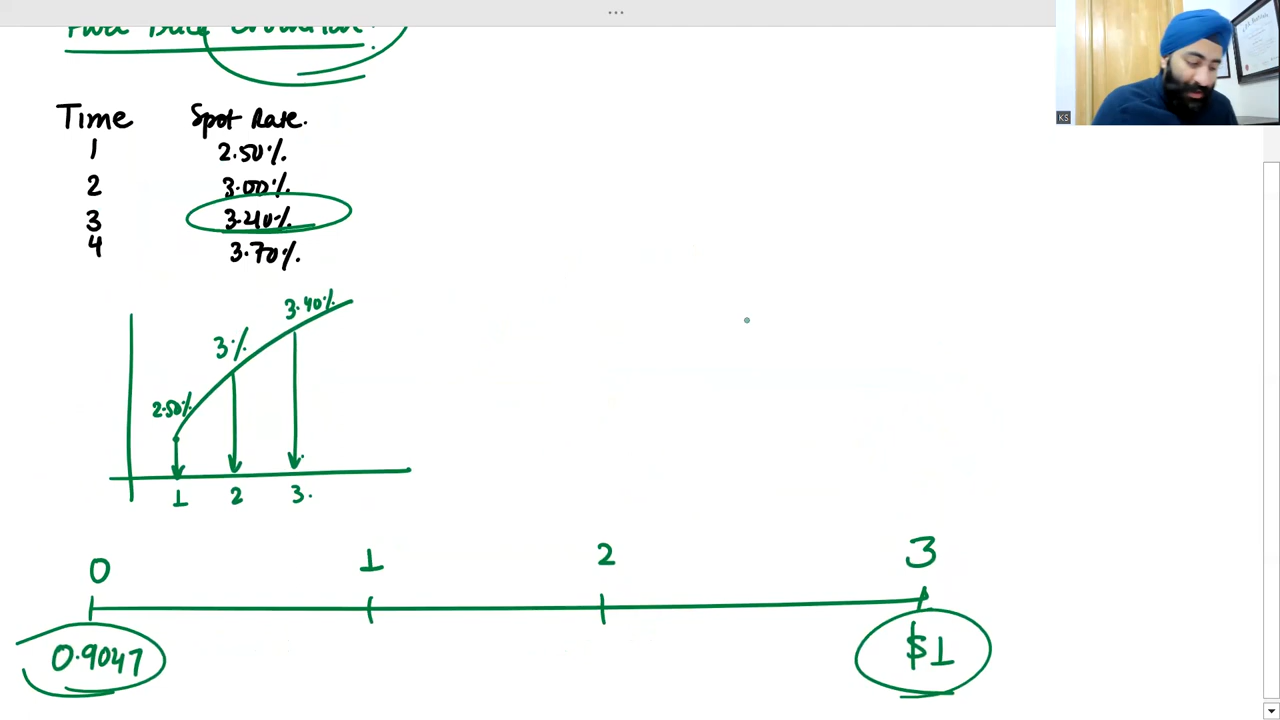 Time Spot Rate.
1 2.50%
2 3.00%
3 3.40%
4 3.70%
3.40%
3%
2.50%
1 2 3.
0 1 2 3
0.9047 $1
KS